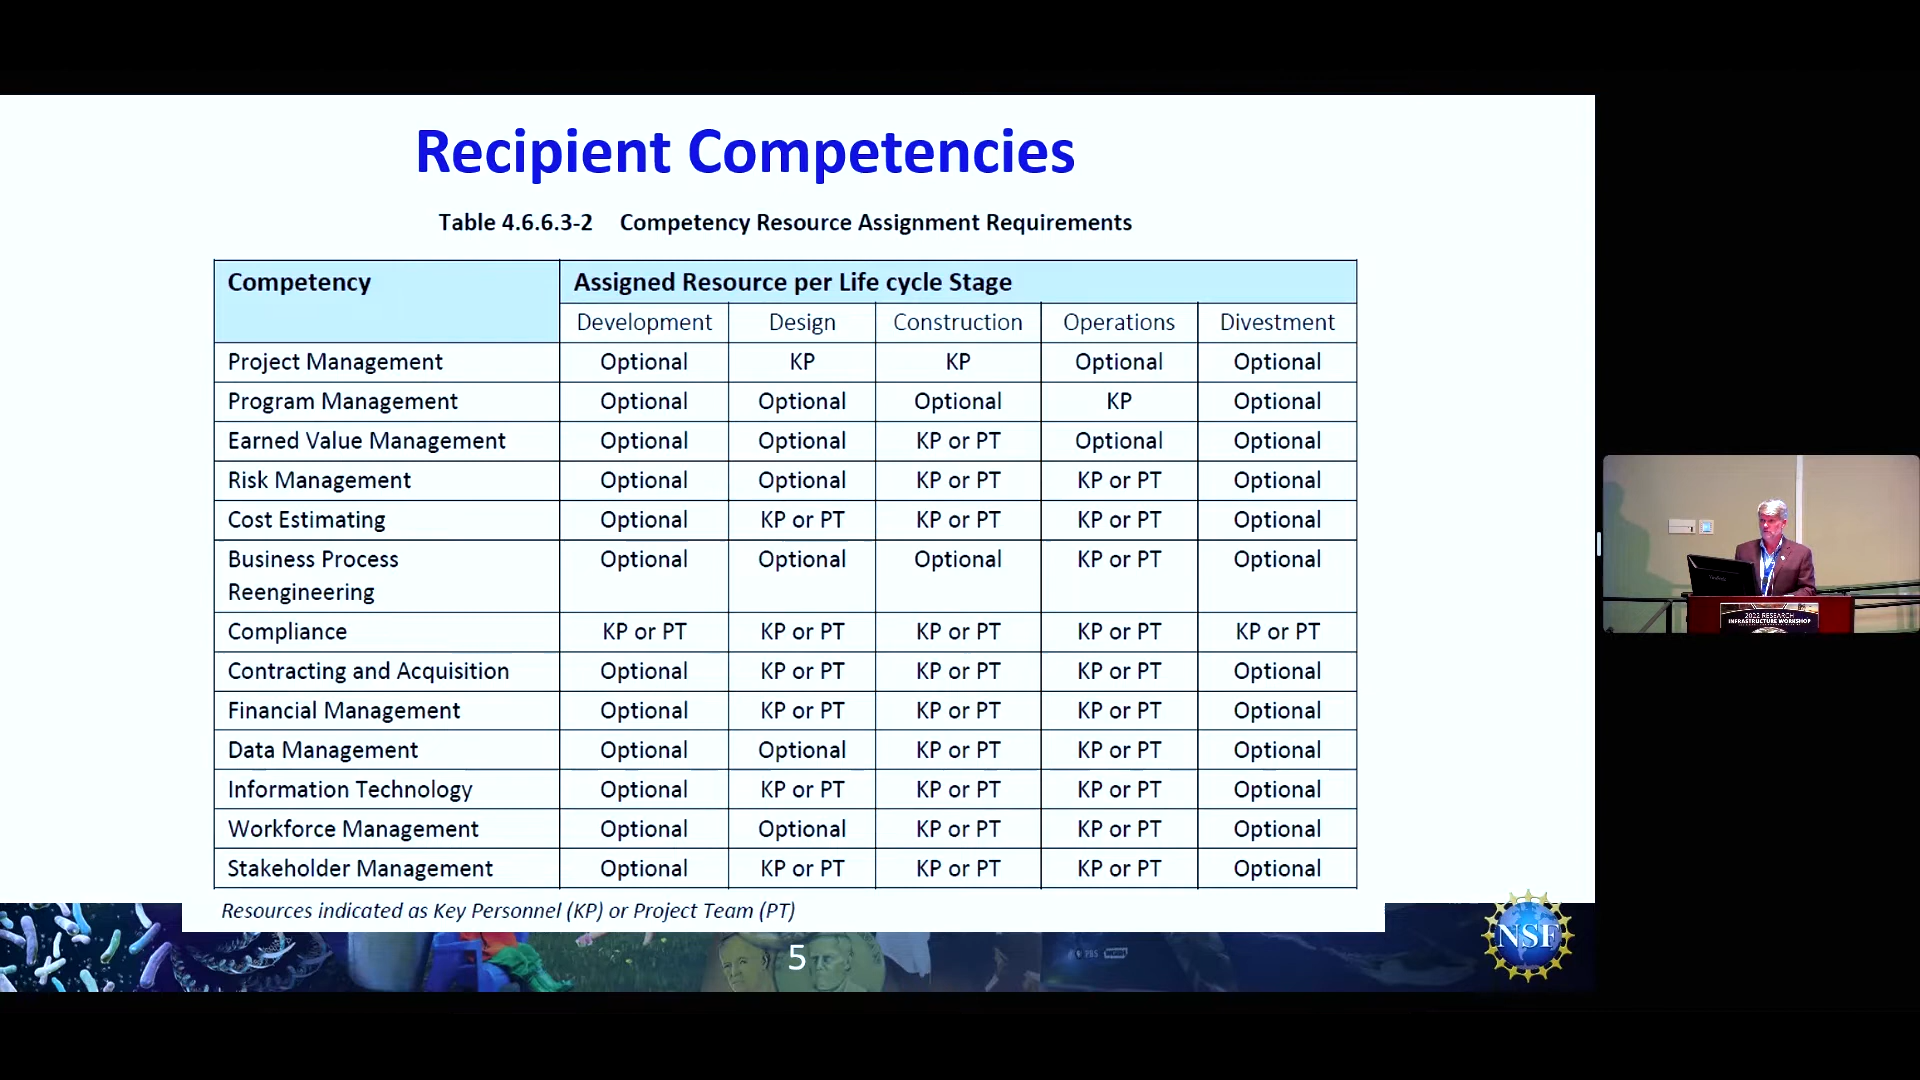 Recipient Competencies
Table 4.6.6.3-2 Competency Resource Assignment Requirements
Competency Assigned Resource per Life cycle Stage
Development Design Construction Operations Divestment
Project Management Optional KP KP Optional Optional
Program Management Optional Optional Optional KP Optional
Earned Value Management Optional Optional KP or PT Optional Optional
Risk Management Optional Optional KP or PT KP or PT Optional
Cost Estimating Optional KP or PT KP or PT KP or PT Optional
Business Process Optional Optional Optional KP or PT Optional
Reengineering
Compliance KP or PT KP or PT KP or PT KP or PT KP or PT
Contracting and Acquisition Optional KP or PT KP or PT KP or PT Optional
Financial Management Optional KP or PT KP or PT KP or PT Optional
Data Management Optional Optional KP or PT KP or PT Optional
Information Technology Optional KP or PT KP or PT KP or PT Optional
Workforce Management Optional Optional KP or PT KP or PT Optional
Stakeholder Management Optional KP or PT KP or PT KP or PT Optional
Resources indicated as Key Personnel (KP) or Project Team (PT)
5
NSF
2022 RESEARCH
INFRASTRUCTURE WORKSHOP